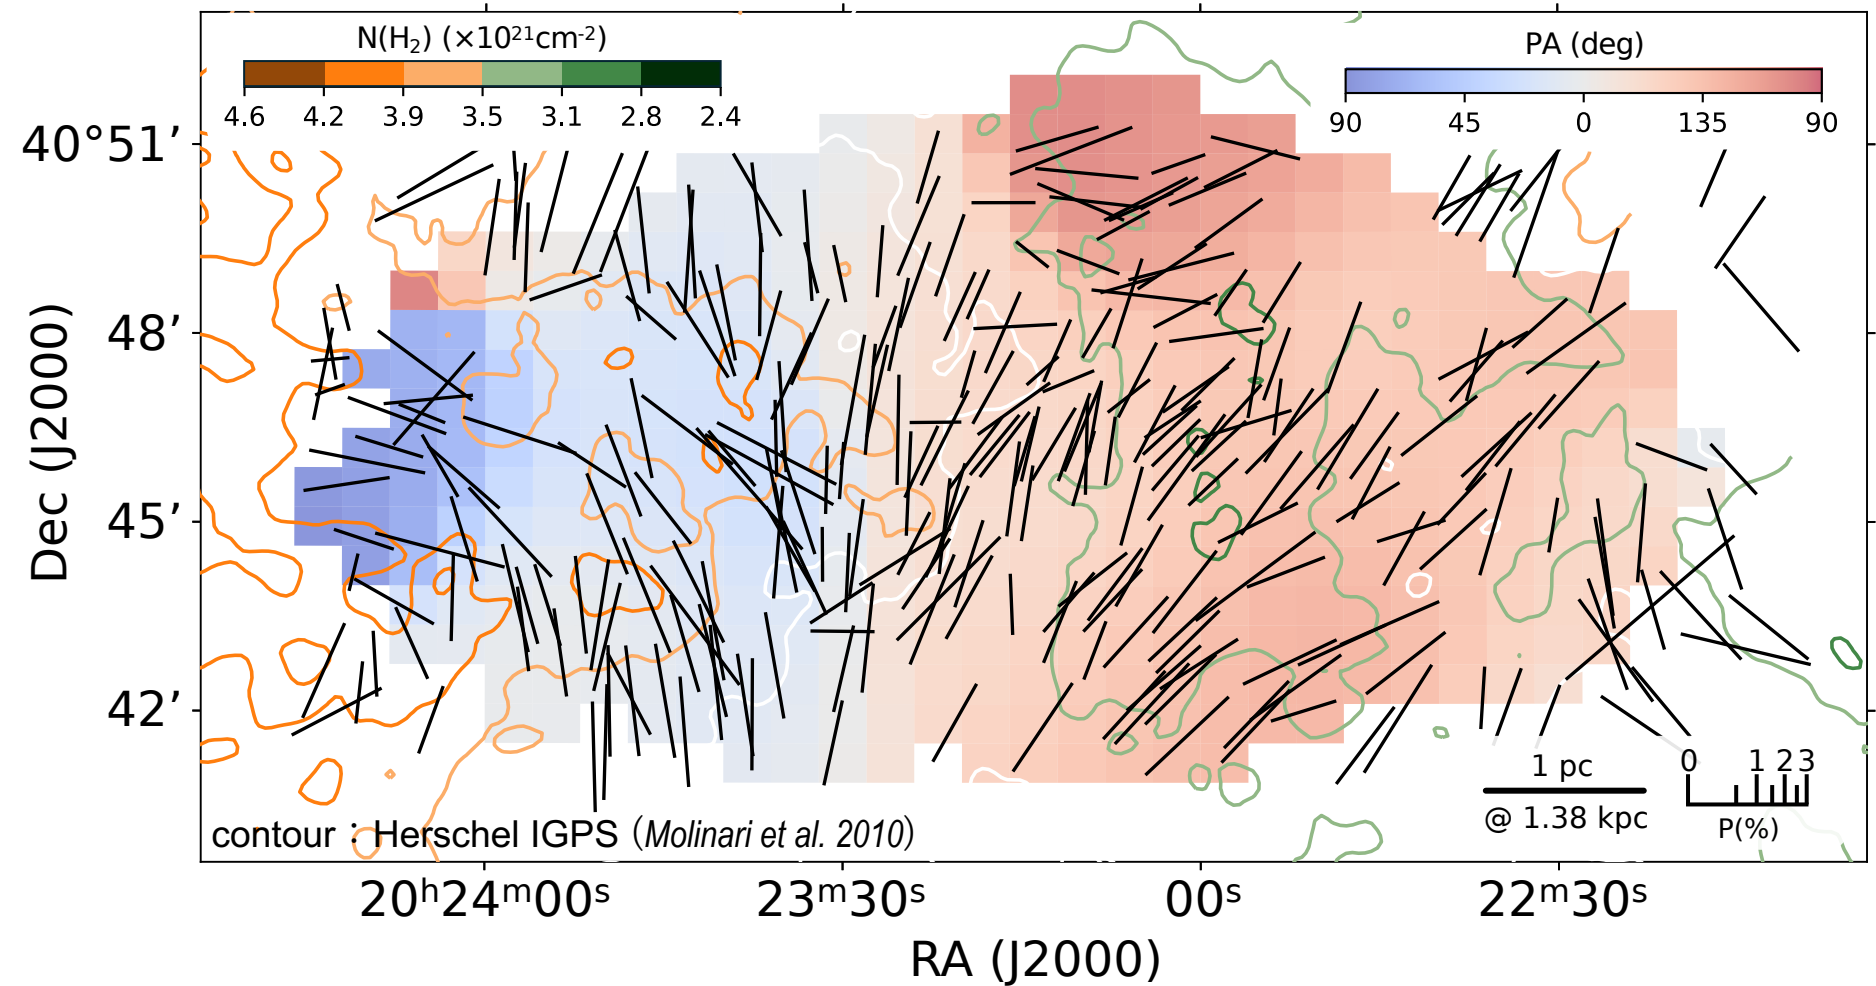 N(H₂) (×10²¹cm⁻²)
4.6 4.2 3.9 3.5 3.1 2.8 2.4
PA (deg)
90 45 0 135 90
40°51’
48’
45’
42’
Dec (J2000)
1 pc
@ 1.38 kpc
0 1 2 3
P(%)
contour : Herschel IGPS (Molinari et al. 2010)
20ʰ24ᵐ00ˢ 23ᵐ30ˢ 00ˢ 22ᵐ30ˢ
RA (J2000)